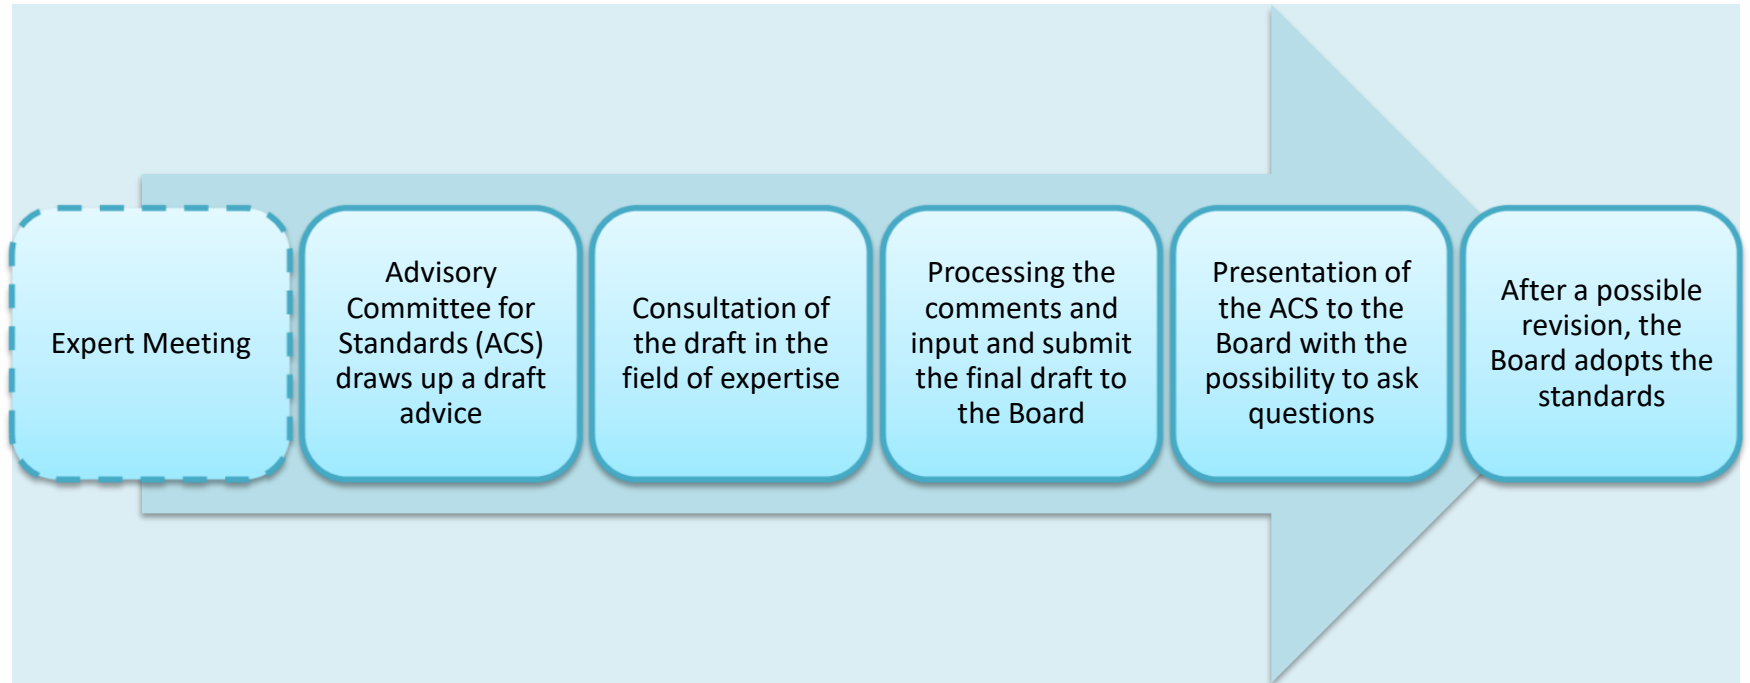 Expert Meeting
Advisory
Committee for
Standards (ACS)
draws up a draft
advice
Consultation of
the draft in the
field of expertise
Processing the
comments and
input and submit
the final draft to
the Board
Presentation of
the ACS to the
Board with the
possibility to ask
questions
After a possible
revision, the
Board adopts the
standards